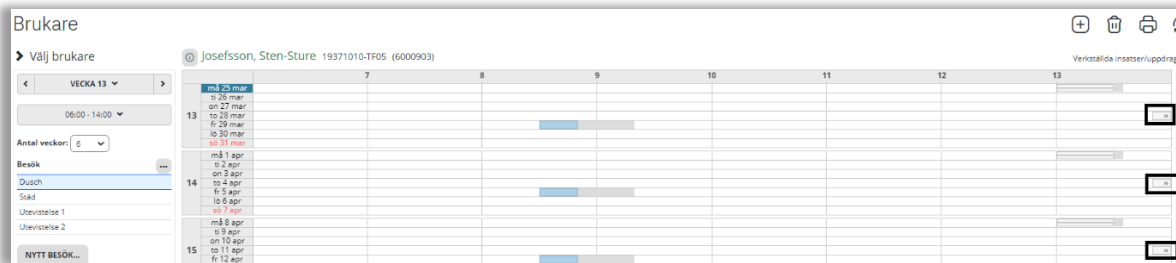 Brukare
Välj brukare
Josefsson, Sten-Sture 19371010-TF05 (6000903)
Verkställda insatser/uppdrag
VECKA 13
06:00 - 14:00
Antal veckor: 6
Besök
...
Dusch
Städ
Utevistelse 1
Utevistelse 2
NYTT BESÖK...
7 8 9 10 11 12 13
13
må 25 mar
ti 26 mar
on 27 mar
to 28 mar
fr 29 mar
lö 30 mar
sö 31 mar
14
må 1 apr
ti 2 apr
on 3 apr
to 4 apr
fr 5 apr
lö 6 apr
sö 7 apr
15
må 8 apr
ti 9 apr
on 10 apr
to 11 apr
fr 12 apr